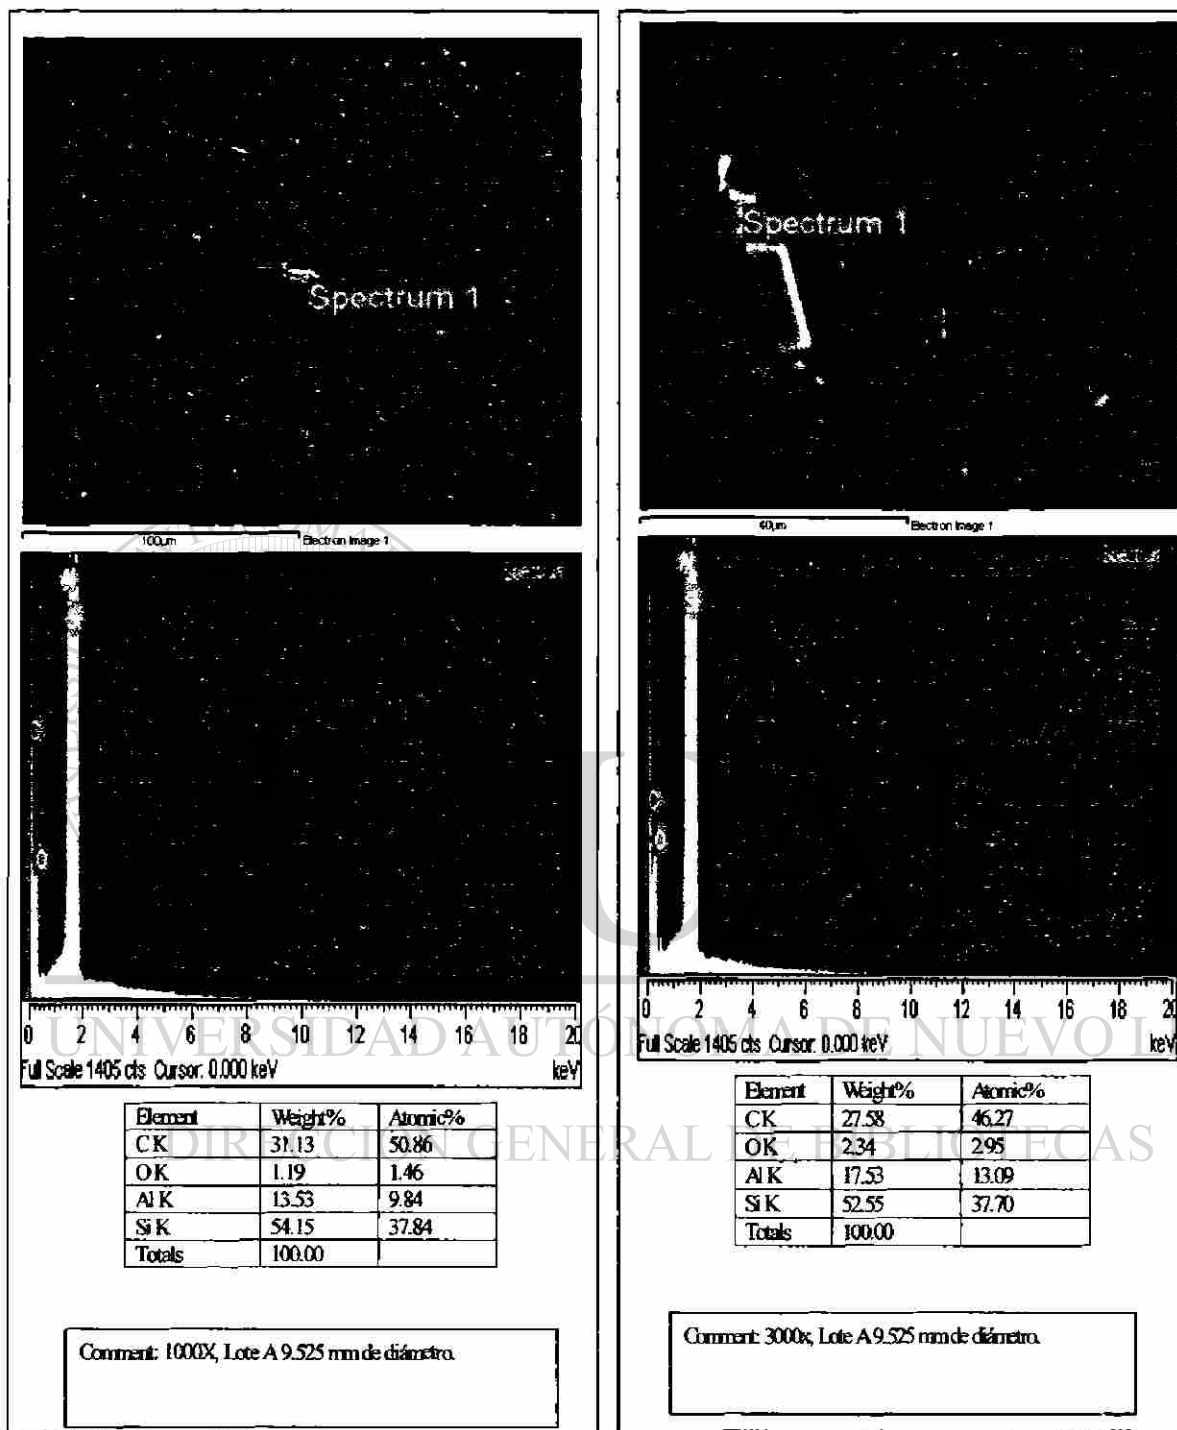 Spectrum 1
100µm Electron Image 1
0 2 4 6 8 10 12 14 16 18 20
Full Scale 1405 cts Cursor: 0.000 keV keV
Element Weight% Atomic%
C K 31.13 50.86
O K 1.19 1.46
Al K 13.53 9.84
Si K 54.15 37.84
Totals 100.00
Comment: 1000X, Lote A 9.525 mm de diámetro.
Spectrum 1
60µm Electron Image 1
0 2 4 6 8 10 12 14 16 18 20
Full Scale 1405 cts Cursor: 0.000 keV keV
Element Weight% Atomic%
C K 27.58 46.27
O K 2.34 2.95
Al K 17.53 13.09
Si K 52.55 37.70
Totals 100.00
Comment: 3000x, Lote A 9.525 mm de diámetro.
UANL
UNIVERSIDAD AUTÓNOMA DE NUEVO L
DIRECCIÓN GENERAL DE BIBLIOTECAS